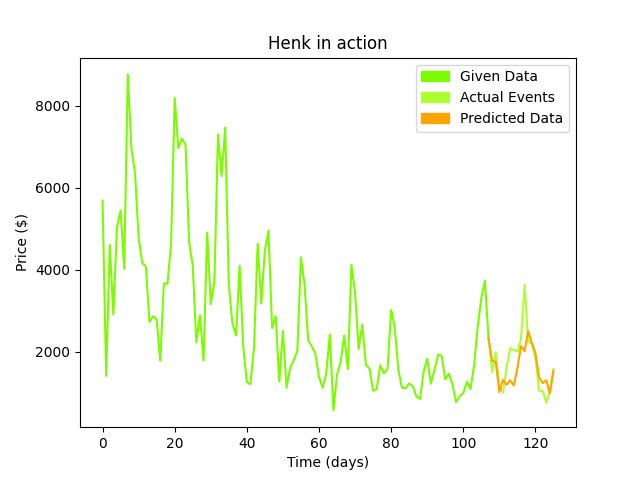 Henk in action
Given Data
Actual Events
Predicted Data
Price ($)
8000
6000
4000
2000
0
20
40
60
80
100
120
Time (days)